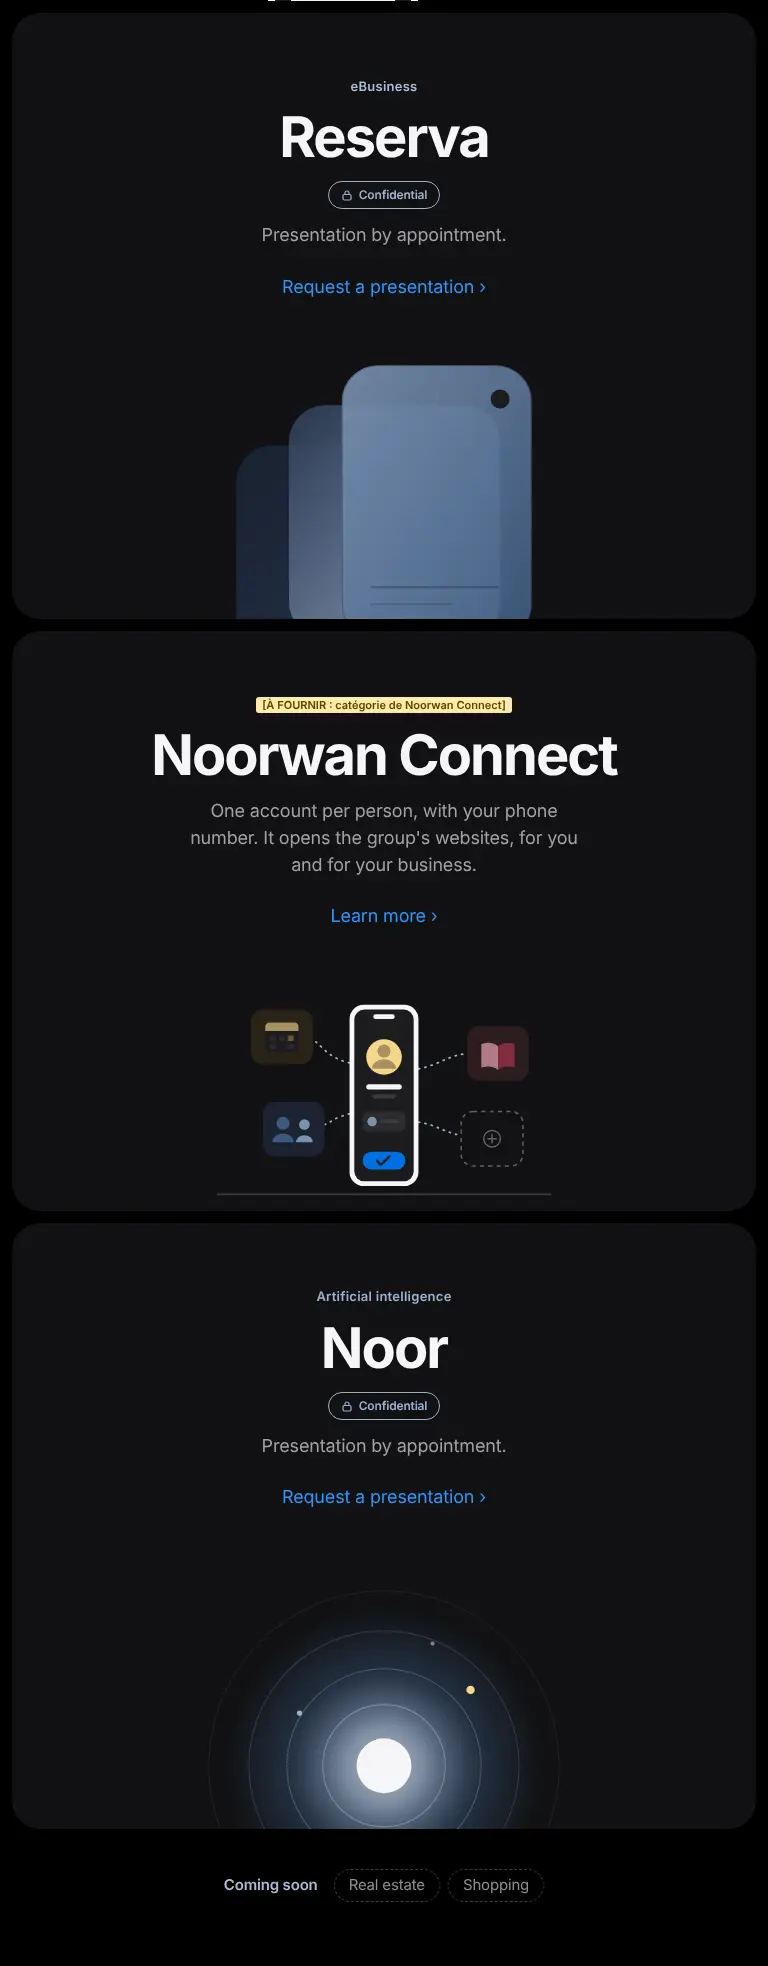 eBusiness
Reserva
Confidential
Presentation by appointment.
Request a presentation ›
[À FOURNIR : catégorie de Noorwan Connect]
Noorwan Connect
One account per person, with your phone
number. It opens the group's websites, for you
and for your business.
Learn more ›
Artificial intelligence
Noor
Confidential
Presentation by appointment.
Request a presentation ›
Coming soon
Real estate
Shopping